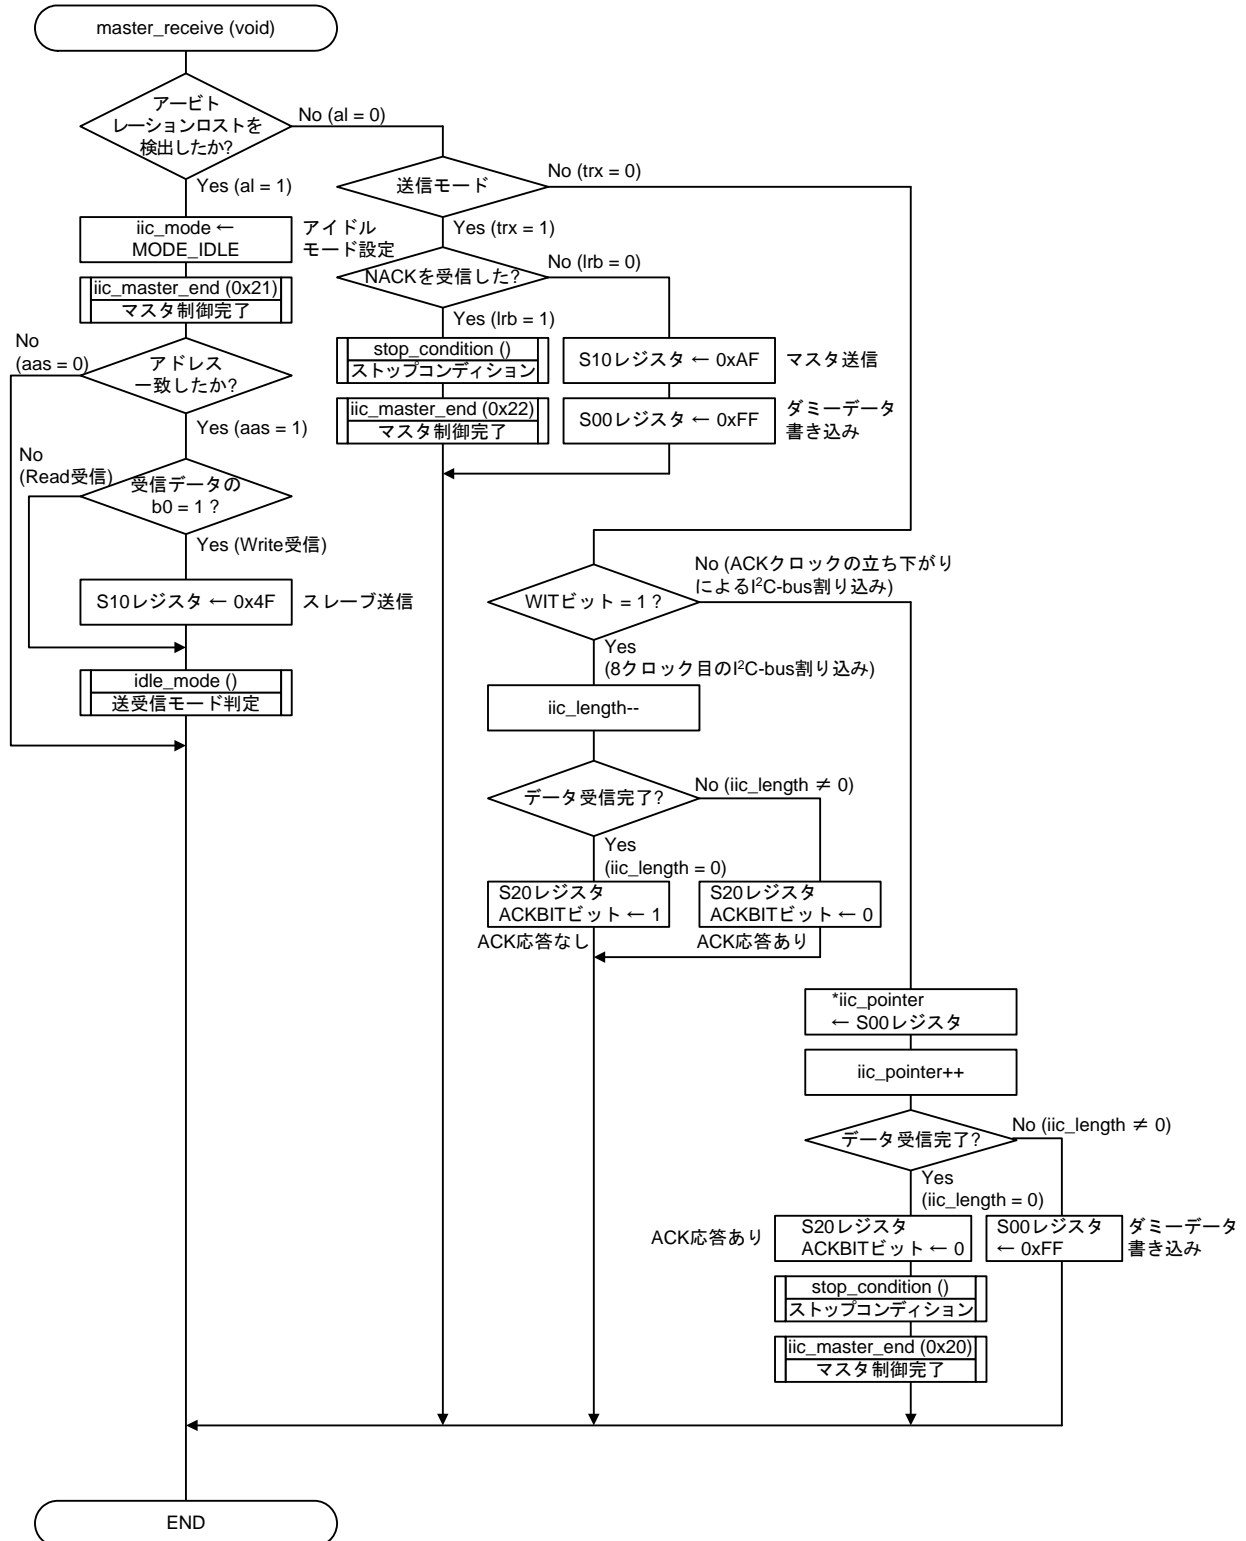 master_receive (void)
アービト
レーションロストを
検出したか?
No (al = 0)
Yes (al = 1)
iic_mode ←
MODE_IDLE
アイドル
モード設定
iic_master_end (0x21)
マスタ制御完了
No
(aas = 0)
アドレス
一致したか?
Yes (aas = 1)
No
(Read受信)
受信データの
b0 = 1 ?
Yes (Write受信)
S10レジスタ ← 0x4F
スレーブ送信
idle_mode ()
送受信モード判定
送信モード
No (trx = 0)
Yes (trx = 1)
NACKを受信した?
No (lrb = 0)
Yes (lrb = 1)
stop_condition ()
ストップコンディション
iic_master_end (0x22)
マスタ制御完了
S10レジスタ ← 0xAF
マスタ送信
S00レジスタ ← 0xFF
ダミーデータ
書き込み
WITビット = 1 ?
No (ACKクロックの立ち下がり
によるI²C-bus割り込み)
Yes
(8クロック目のI²C-bus割り込み)
iic_length--
データ受信完了?
No (iic_length ≠ 0)
Yes
(iic_length = 0)
S20レジスタ
ACKBITビット ← 1
ACK応答なし
S20レジスタ
ACKBITビット ← 0
ACK応答あり
*iic_pointer
← S00レジスタ
iic_pointer++
データ受信完了?
No (iic_length ≠ 0)
Yes
(iic_length = 0)
ACK応答あり
S20レジスタ
ACKBITビット ← 0
S00レジスタ
← 0xFF
ダミーデータ
書き込み
stop_condition ()
ストップコンディション
iic_master_end (0x20)
マスタ制御完了
END